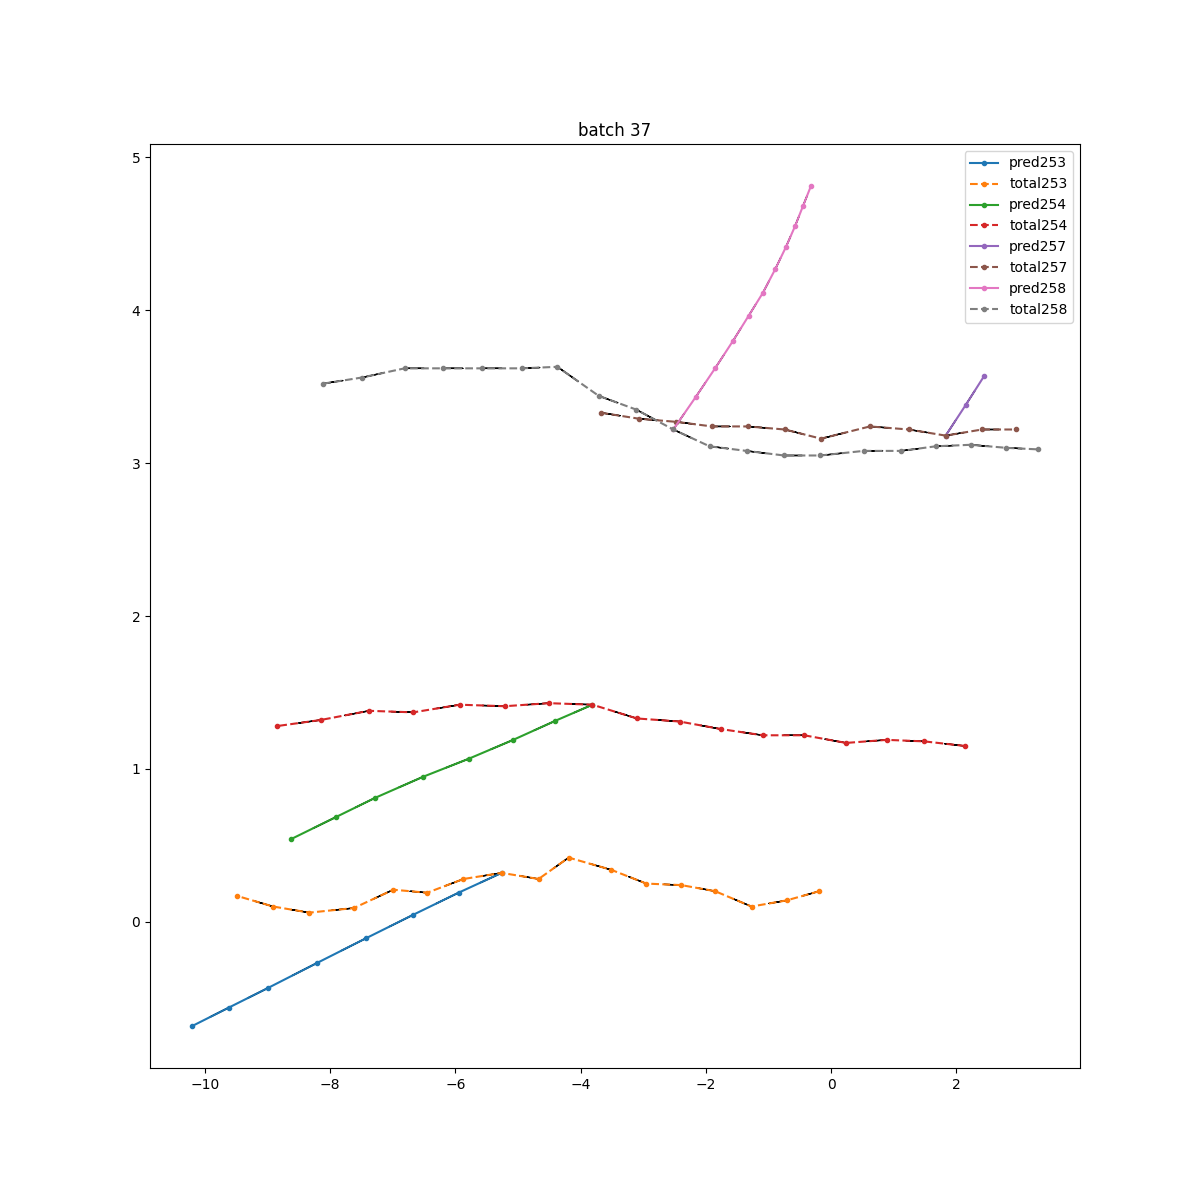 batch 37
pred253
total253
pred254
total254
pred257
total257
pred258
total258
5
4
3
2
1
0
−10 −8 −6 −4 −2 0 2